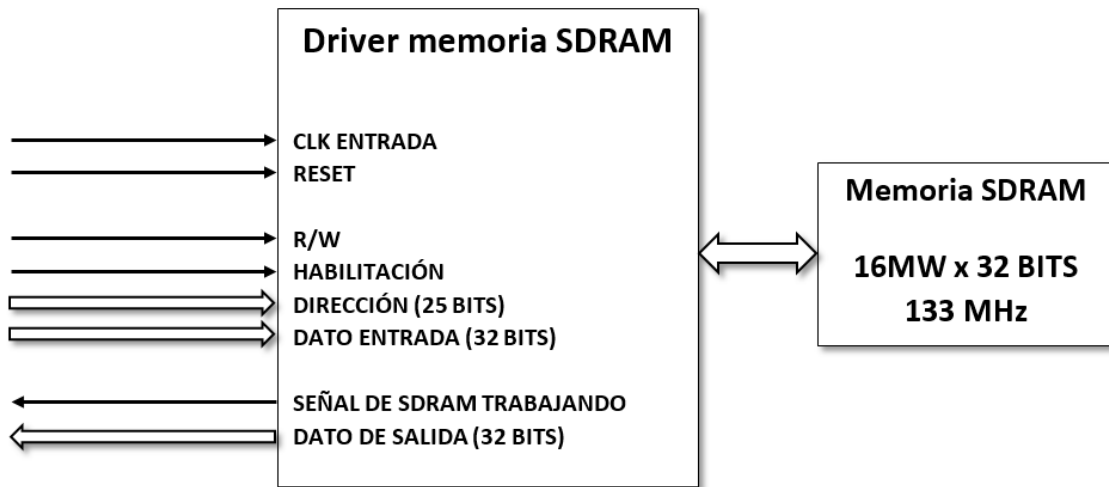 Driver memoria SDRAM
CLK ENTRADA
RESET
R/W
HABILITACIÓN
DIRECCIÓN (25 BITS)
DATO ENTRADA (32 BITS)
SEÑAL DE SDRAM TRABAJANDO
DATO DE SALIDA (32 BITS)
Memoria SDRAM
16MW x 32 BITS
133 MHz